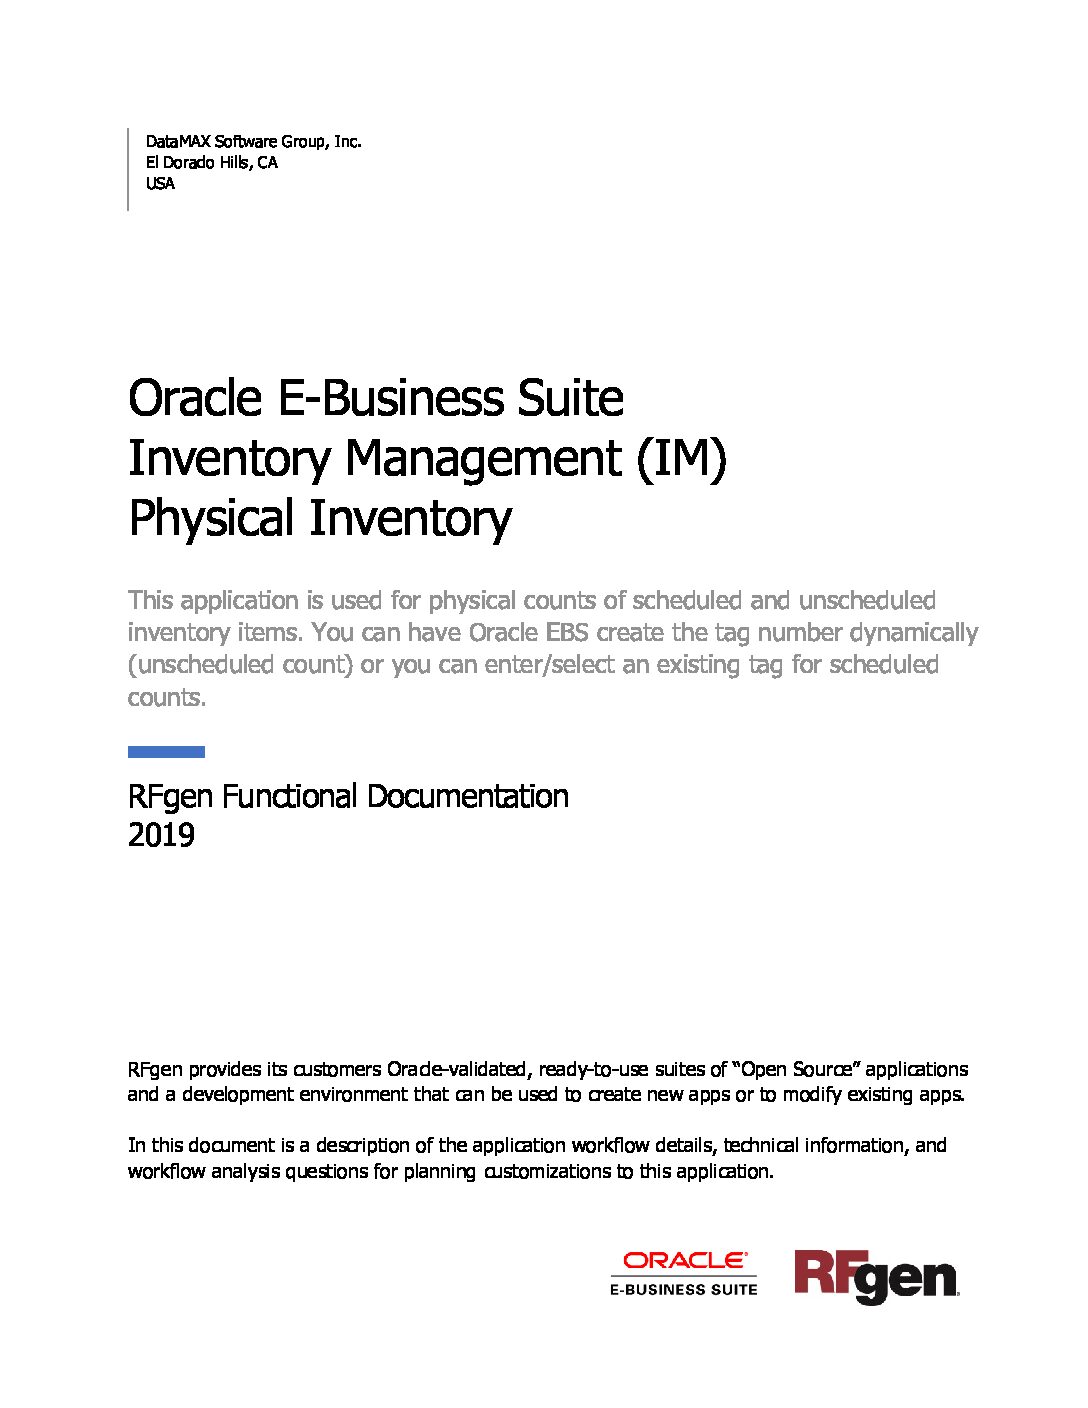 DataMAX Software Group, Inc.
El Dorado Hills, CA
USA
Oracle E-Business Suite
Inventory Management (IM)
Physical Inventory
This application is used for physical counts of scheduled and unscheduled
inventory items. You can have Oracle EBS create the tag number dynamically
(unscheduled count) or you can enter/select an existing tag for scheduled
counts.
RFgen Functional Documentation
2019
RFgen provides its customers Oracle-validated, ready-to-use suites of “Open Source” applications
and a development environment that can be used to create new apps or to modify existing apps.
In this document is a description of the application workflow details, technical information, and
workflow analysis questions for planning customizations to this application.
ORACLE®
E-BUSINESS SUITE
RFgen®